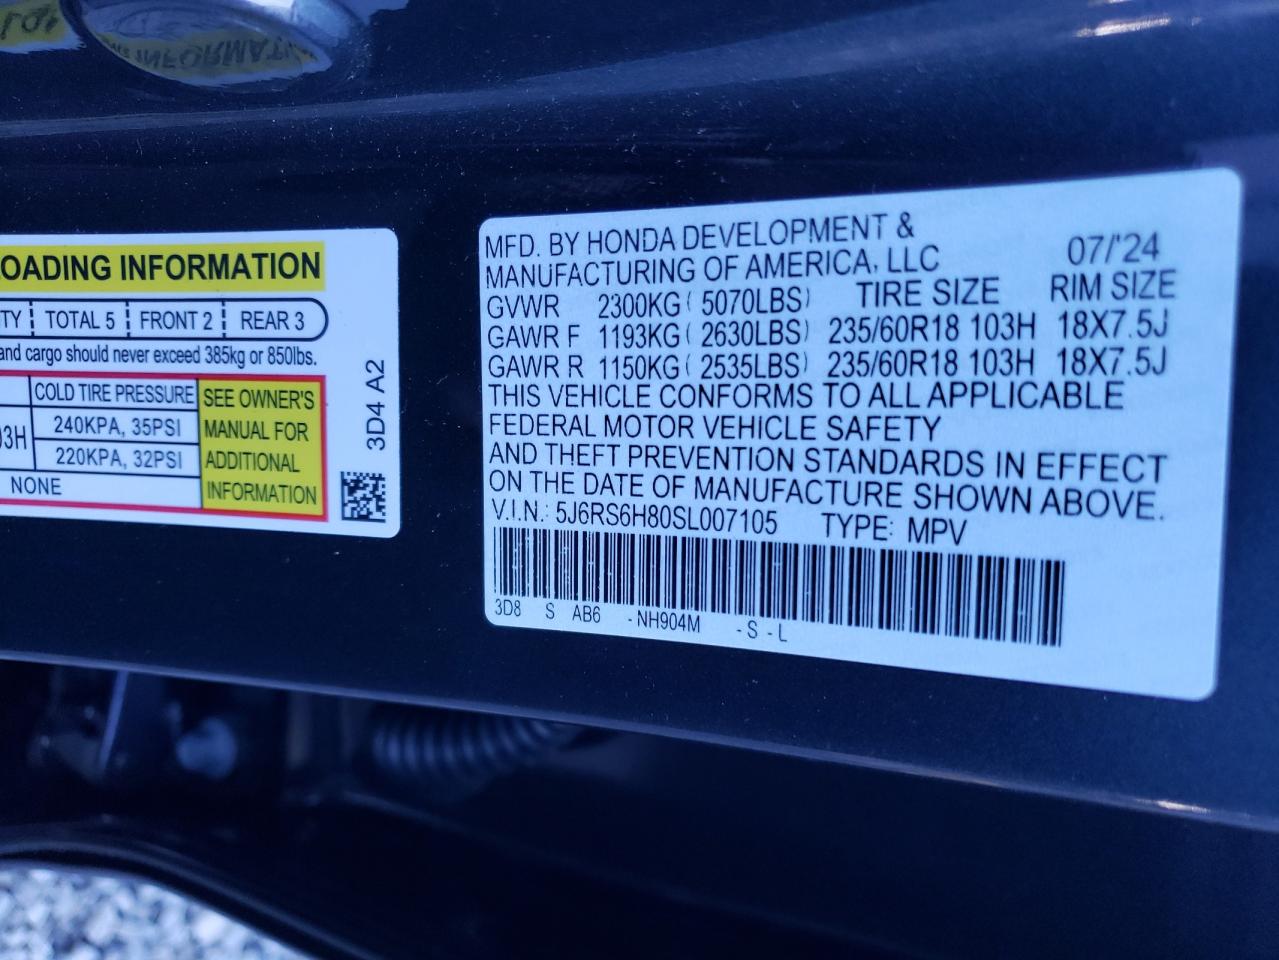 OADING INFORMATION
TY TOTAL 5 FRONT 2 REAR 3
and cargo should never exceed 385kg or 850lbs.
COLD TIRE PRESSURE
03H
240KPA, 35PSI
220KPA, 32PSI
NONE
SEE OWNER'S
MANUAL FOR
ADDITIONAL
INFORMATION
3D4 A2
MFD. BY HONDA DEVELOPMENT &
MANUFACTURING OF AMERICA, LLC 07/'24
GVWR 2300KG ( 5070LBS) TIRE SIZE RIM SIZE
GAWR F 1193KG ( 2630LBS) 235/60R18 103H 18X7.5J
GAWR R 1150KG ( 2535LBS) 235/60R18 103H 18X7.5J
THIS VEHICLE CONFORMS TO ALL APPLICABLE
FEDERAL MOTOR VEHICLE SAFETY
AND THEFT PREVENTION STANDARDS IN EFFECT
ON THE DATE OF MANUFACTURE SHOWN ABOVE.
V.I.N.: 5J6RS6H80SL007105 TYPE: MPV
3D8 S AB6 -NH904M -S-L